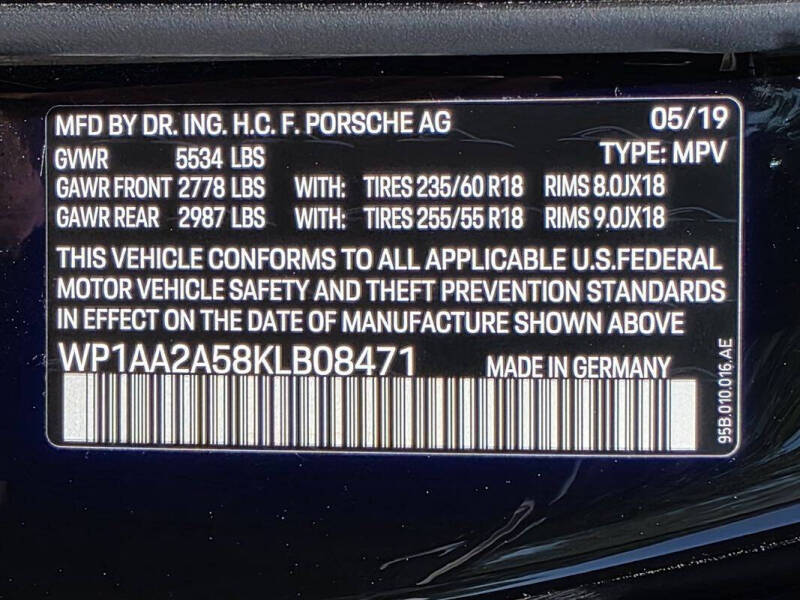 MFD BY DR. ING. H.C. F. PORSCHE AG 05/19
GVWR 5534 LBS TYPE: MPV
GAWR FRONT 2778 LBS WITH: TIRES 235/60 R18 RIMS 8.0JX18
GAWR REAR 2987 LBS WITH: TIRES 255/55 R18 RIMS 9.0JX18
THIS VEHICLE CONFORMS TO ALL APPLICABLE U.S.FEDERAL
MOTOR VEHICLE SAFETY AND THEFT PREVENTION STANDARDS
IN EFFECT ON THE DATE OF MANUFACTURE SHOWN ABOVE
WP1AA2A58KLB08471 MADE IN GERMANY
95B.010.016.AE